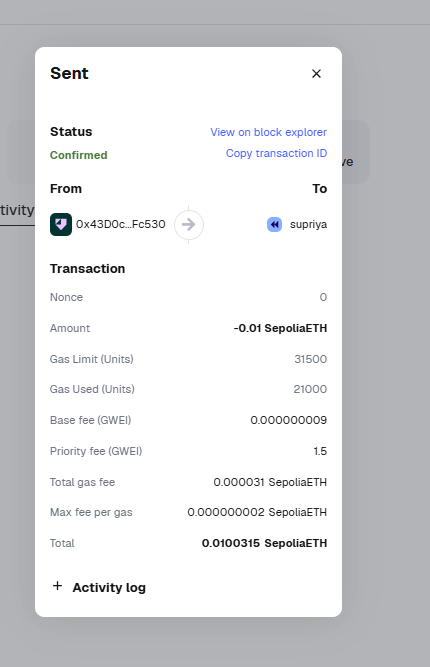 Sent
Status
View on block explorer
Confirmed
Copy transaction ID
ve
tivity
From
To
0x43D0c...Fc530
supriya
Transaction
Nonce 0
Amount -0.01 SepoliaETH
Gas Limit (Units) 31500
Gas Used (Units) 21000
Base fee (GWEI) 0.000000009
Priority fee (GWEI) 1.5
Total gas fee 0.000031 SepoliaETH
Max fee per gas 0.000000002 SepoliaETH
Total 0.0100315 SepoliaETH
+ Activity log